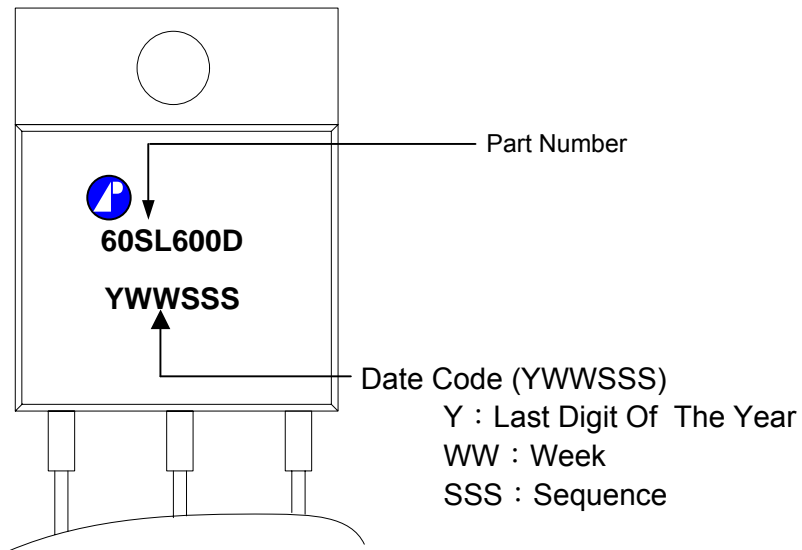 Part Number
60SL600D
YWWSSS
Date Code (YWWSSS)
Y：Last Digit Of The Year
WW：Week
SSS：Sequence